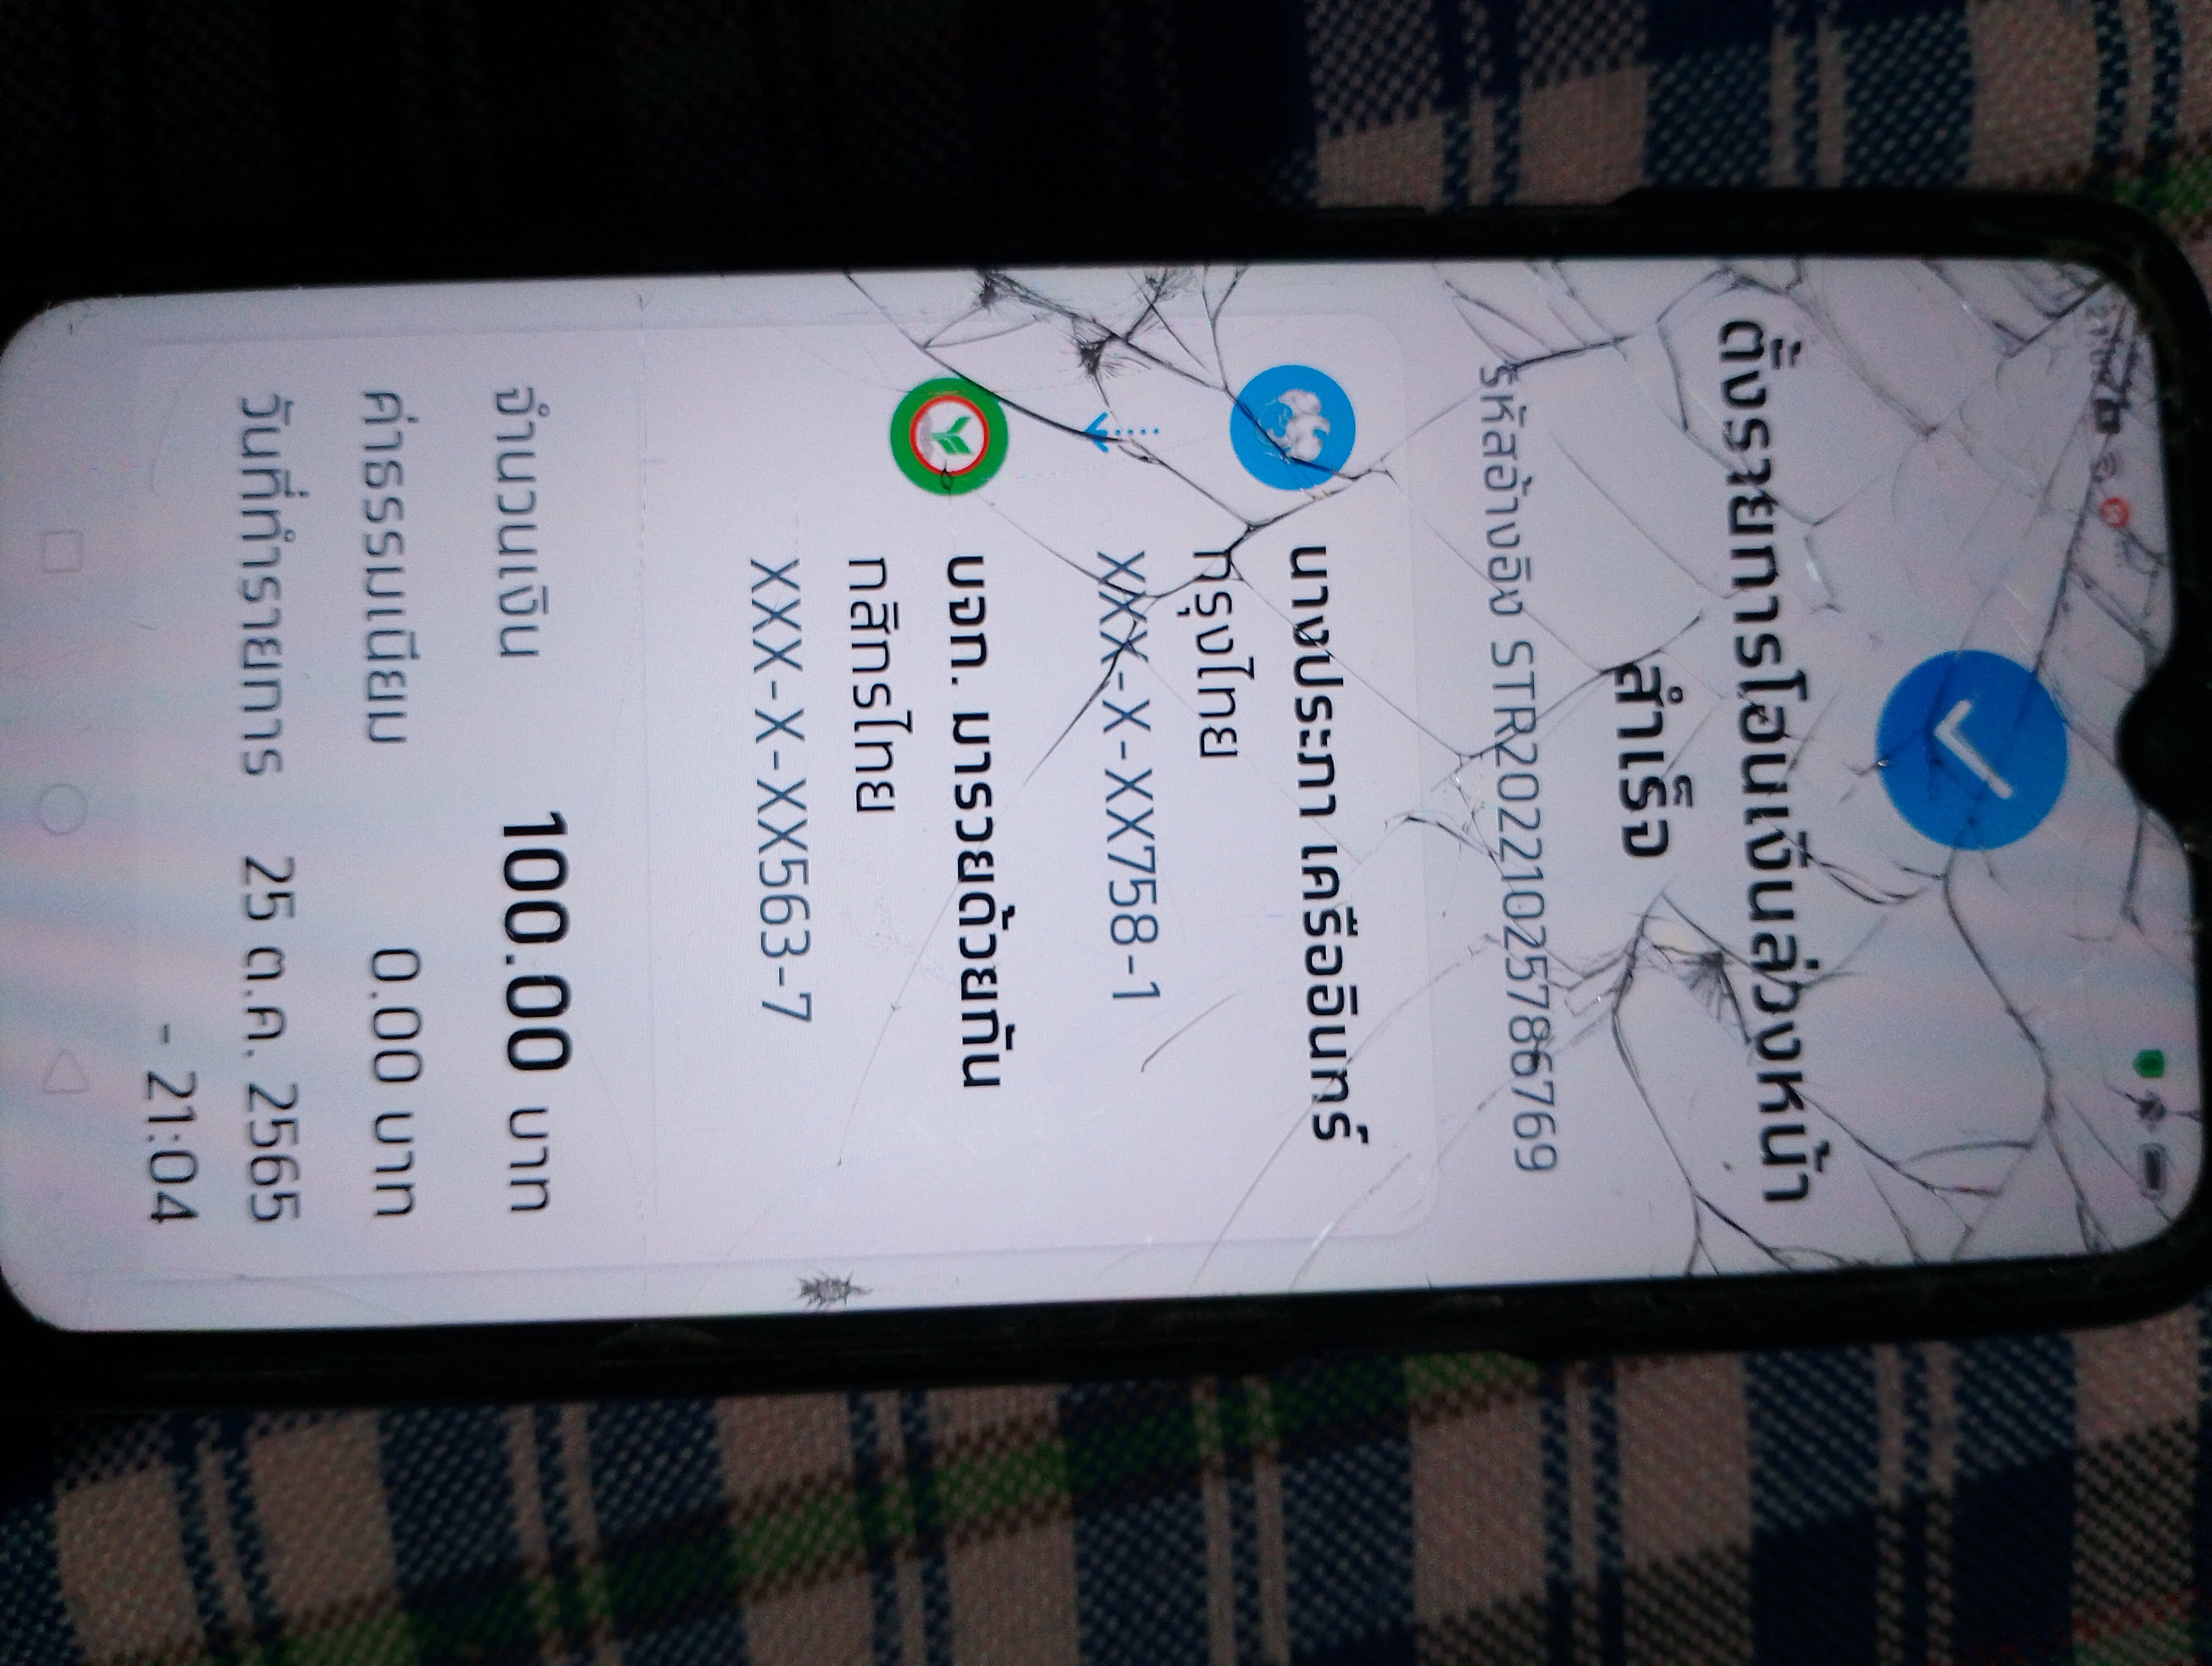 ตั้งรายการโอนเงินล่วงหน้า
สำเร็จ
รหัสอ้างอิง STR2022102257867​69
นางประภา เครืออินทร์
กรุงไทย
XXX-X-XX758-1
บจก. มารวยด้วยกัน
กสิกรไทย
XXX-X-XX563-7
จำนวนเงิน 100.00 บาท
ค่าธรรมเนียม 0.00 บาท
วันที่ทำรายการ 25 ต.ค. 2565
- 21:04